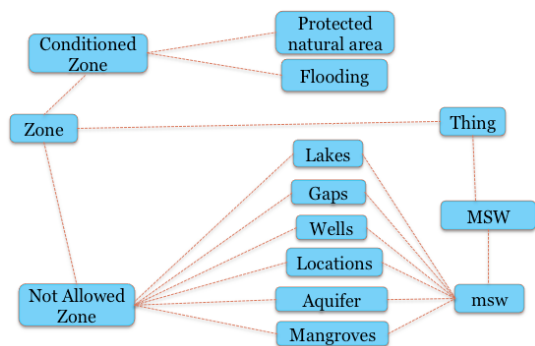 Conditioned
Zone
Protected
natural area
Flooding
Zone
Thing
Lakes
Gaps
Wells
Locations
Aquifer
Mangroves
MSW
msw
Not Allowed
Zone